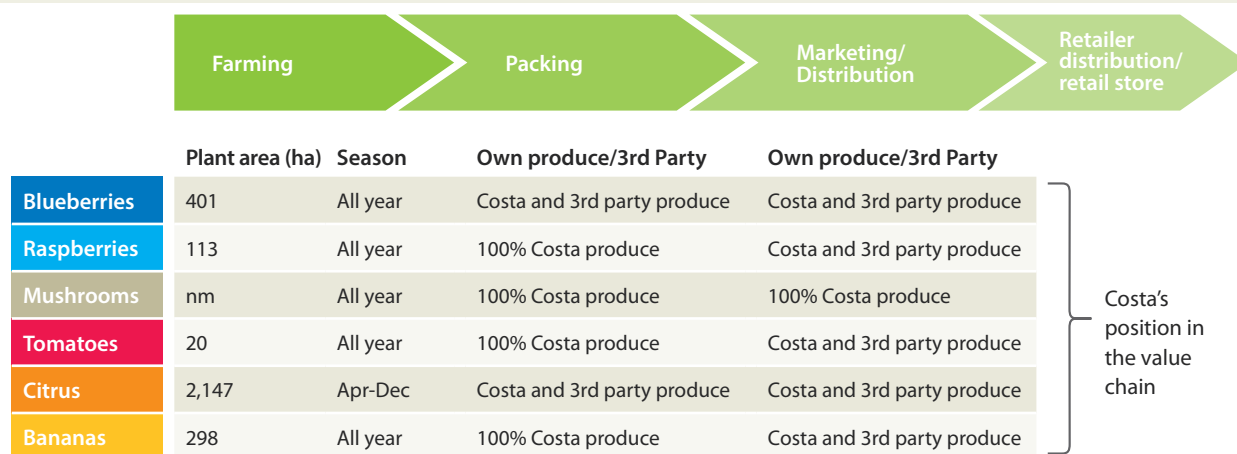 Farming
Packing
Marketing/
Distribution
Retailer
distribution/
retail store
Plant area (ha) Season Own produce/3rd Party Own produce/3rd Party
Blueberries 401 All year Costa and 3rd party produce Costa and 3rd party produce
Raspberries 113 All year 100% Costa produce Costa and 3rd party produce
Mushrooms nm All year 100% Costa produce 100% Costa produce
Tomatoes 20 All year 100% Costa produce Costa and 3rd party produce
Citrus 2,147 Apr-Dec Costa and 3rd party produce Costa and 3rd party produce
Bananas 298 All year 100% Costa produce Costa and 3rd party produce
Costa's
position in
the value
chain